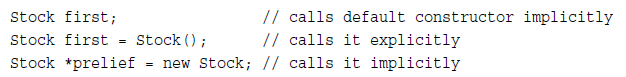 Stock first;                  // calls default constructor implicitly
Stock first = Stock();        // calls it explicitly
Stock *prelief = new Stock; // calls it implicitly